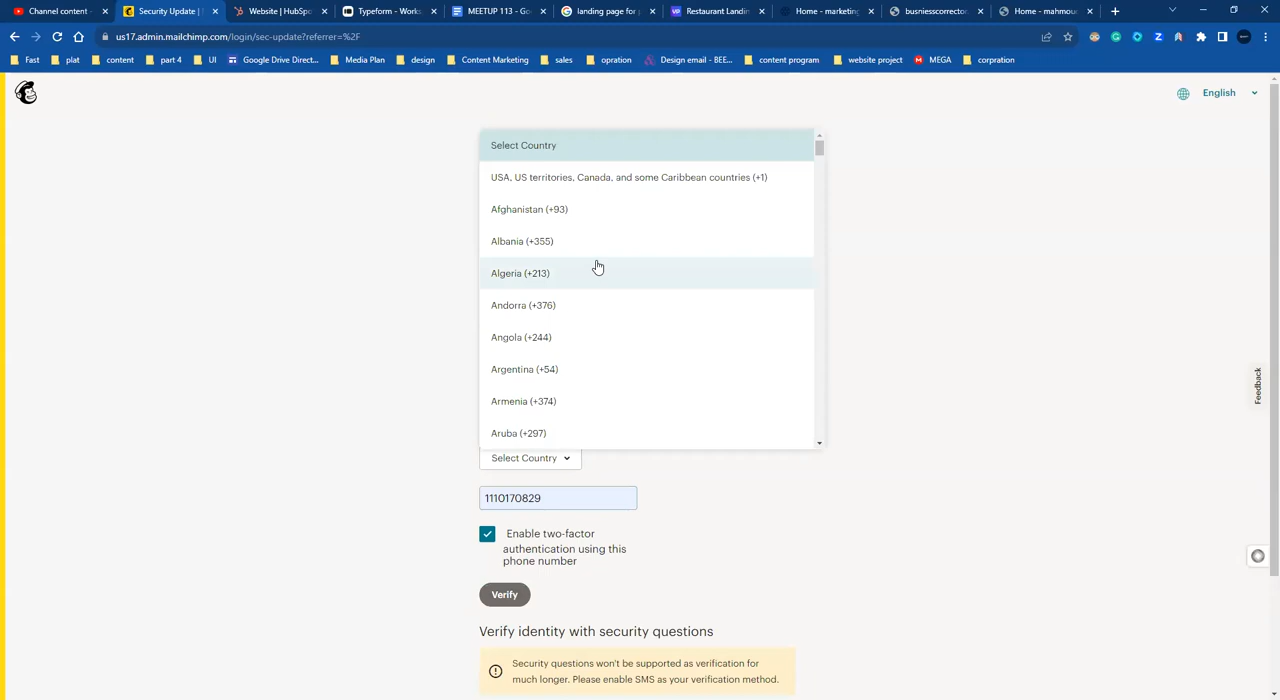 Channel content -
Security Update |
Website | HubSpo
Typeform - Works
MEETUP 113 - Go
landing page for
Restaurant Landin
Home - marketing
busniesscorrector
Home - mahmou
us17.admin.mailchimp.com/login/sec-update?referrer=%2F
Fast
plat
content
part 4
UI
Google Drive Direct...
Media Plan
design
Content Marketing
sales
opration
Design email - BEE...
content program
website project
MEGA
corpration
English
Select Country
USA, US territories, Canada, and some Caribbean countries (+1)
Afghanistan (+93)
Albania (+355)
Algeria (+213)
Andorra (+376)
Angola (+244)
Argentina (+54)
Armenia (+374)
Aruba (+297)
Feedback
Select Country
1110170829
Enable two-factor
authentication using this
phone number
Verify
Verify identity with security questions
Security questions won't be supported as verification for
much longer. Please enable SMS as your verification method.